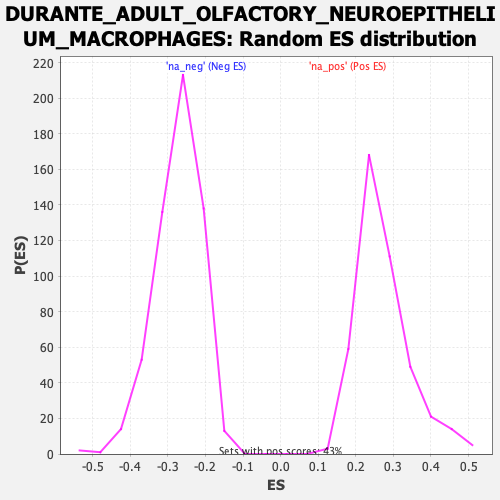 DURANTE_ADULT_OLFACTORY_NEUROEPITHELI
UM_MACROPHAGES: Random ES distribution
'na_neg' (Neg ES) 'na_pos' (Pos ES)
220
200
180
160
140
120
100
80
60
40
20
0
P(ES)
Sets with pos scores: 43%
-0.5 -0.4 -0.3 -0.2 -0.1 0.0 0.1 0.2 0.3 0.4 0.5
ES